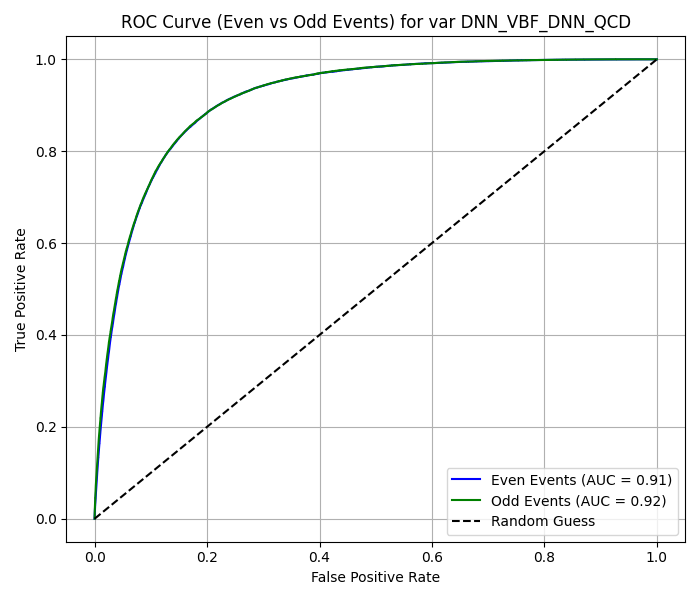 ROC Curve (Even vs Odd Events) for var DNN_VBF_DNN_QCD
True Positive Rate
1.0
0.8
0.6
0.4
0.2
0.0
Even Events (AUC = 0.91)
Odd Events (AUC = 0.92)
Random Guess
0.0 0.2 0.4 0.6 0.8 1.0
False Positive Rate